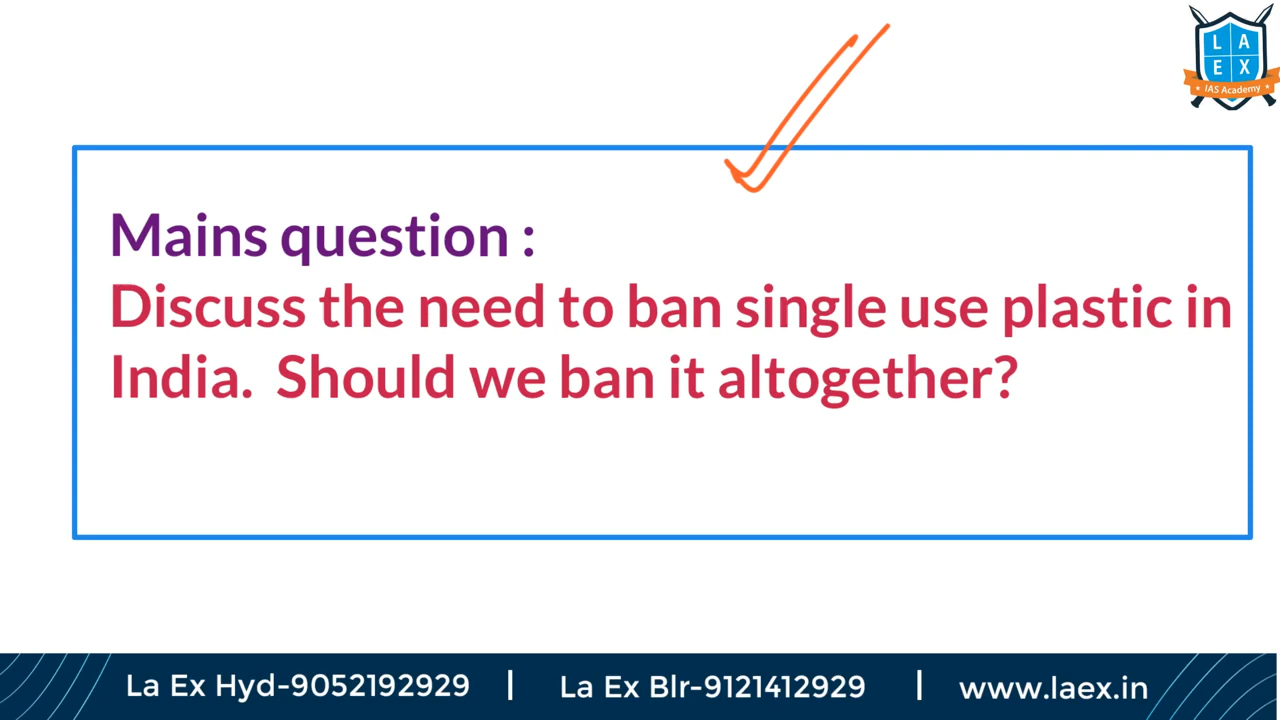 L A
E X
IAS Academy
Mains question :
Discuss the need to ban single use plastic in
India. Should we ban it altogether?
La Ex Hyd-9052192929 | La Ex Blr-9121412929 | www.laex.in